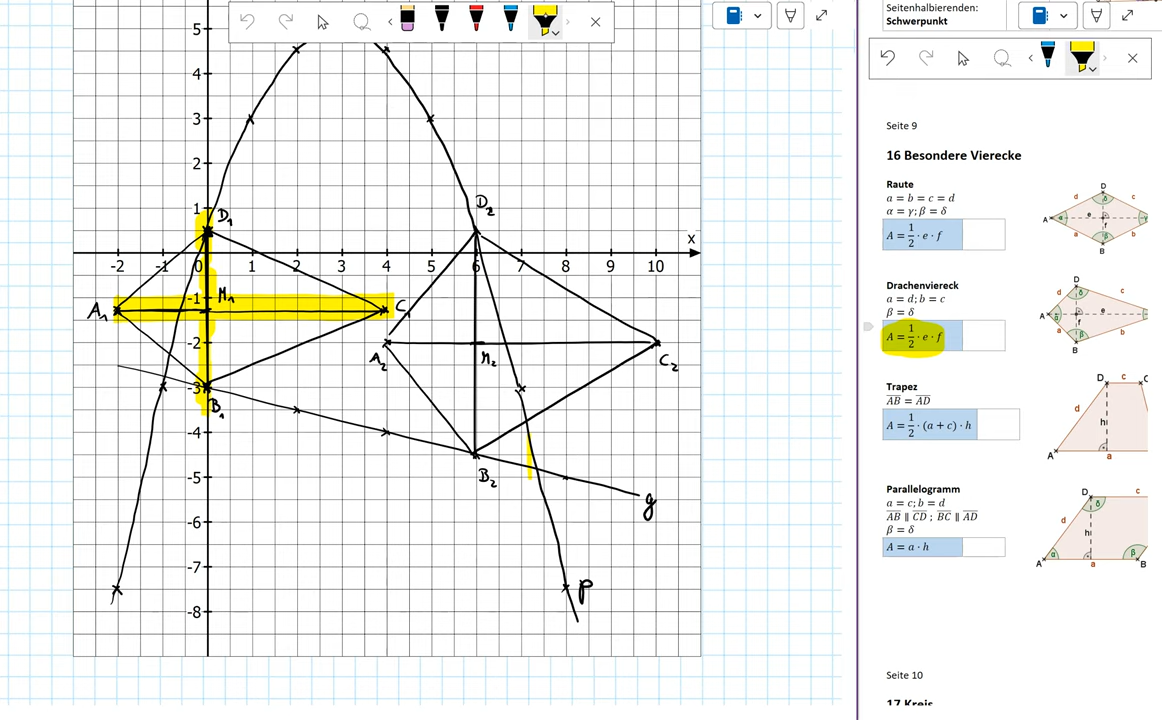 5
4
3
2
1
D₁
D₂
x
-2 -1 0 1 2 3 4 5 6 7 8 9 10
-1
M₁
A₁
C₁
-2
A₂
M₂
C₂
-3
B₁
-4
B₂
-5
g
-6
-7
p
-8
Seitenhalbierenden:
Schwerpunkt
Seite 9
16 Besondere Vierecke
Raute
a = b = c = d
α = γ; β = δ
A = 1/2 · e · f
D
d c
δ
A α e γ
f
β
a b
B
Drachenviereck
a = d; b = c
β = δ
A = 1/2 · e · f
D
d δ c
A α e
f
a β b
B
Trapez
AB = AD
A = 1/2 · (a + c) · h
D c C
d
h
A a
Parallelogramm
a = c; b = d
AB ∥ CD ; BC ∥ AD
β = δ
A = a · h
D c
δ
d
h
A α a β B
Seite 10
17 Kreis